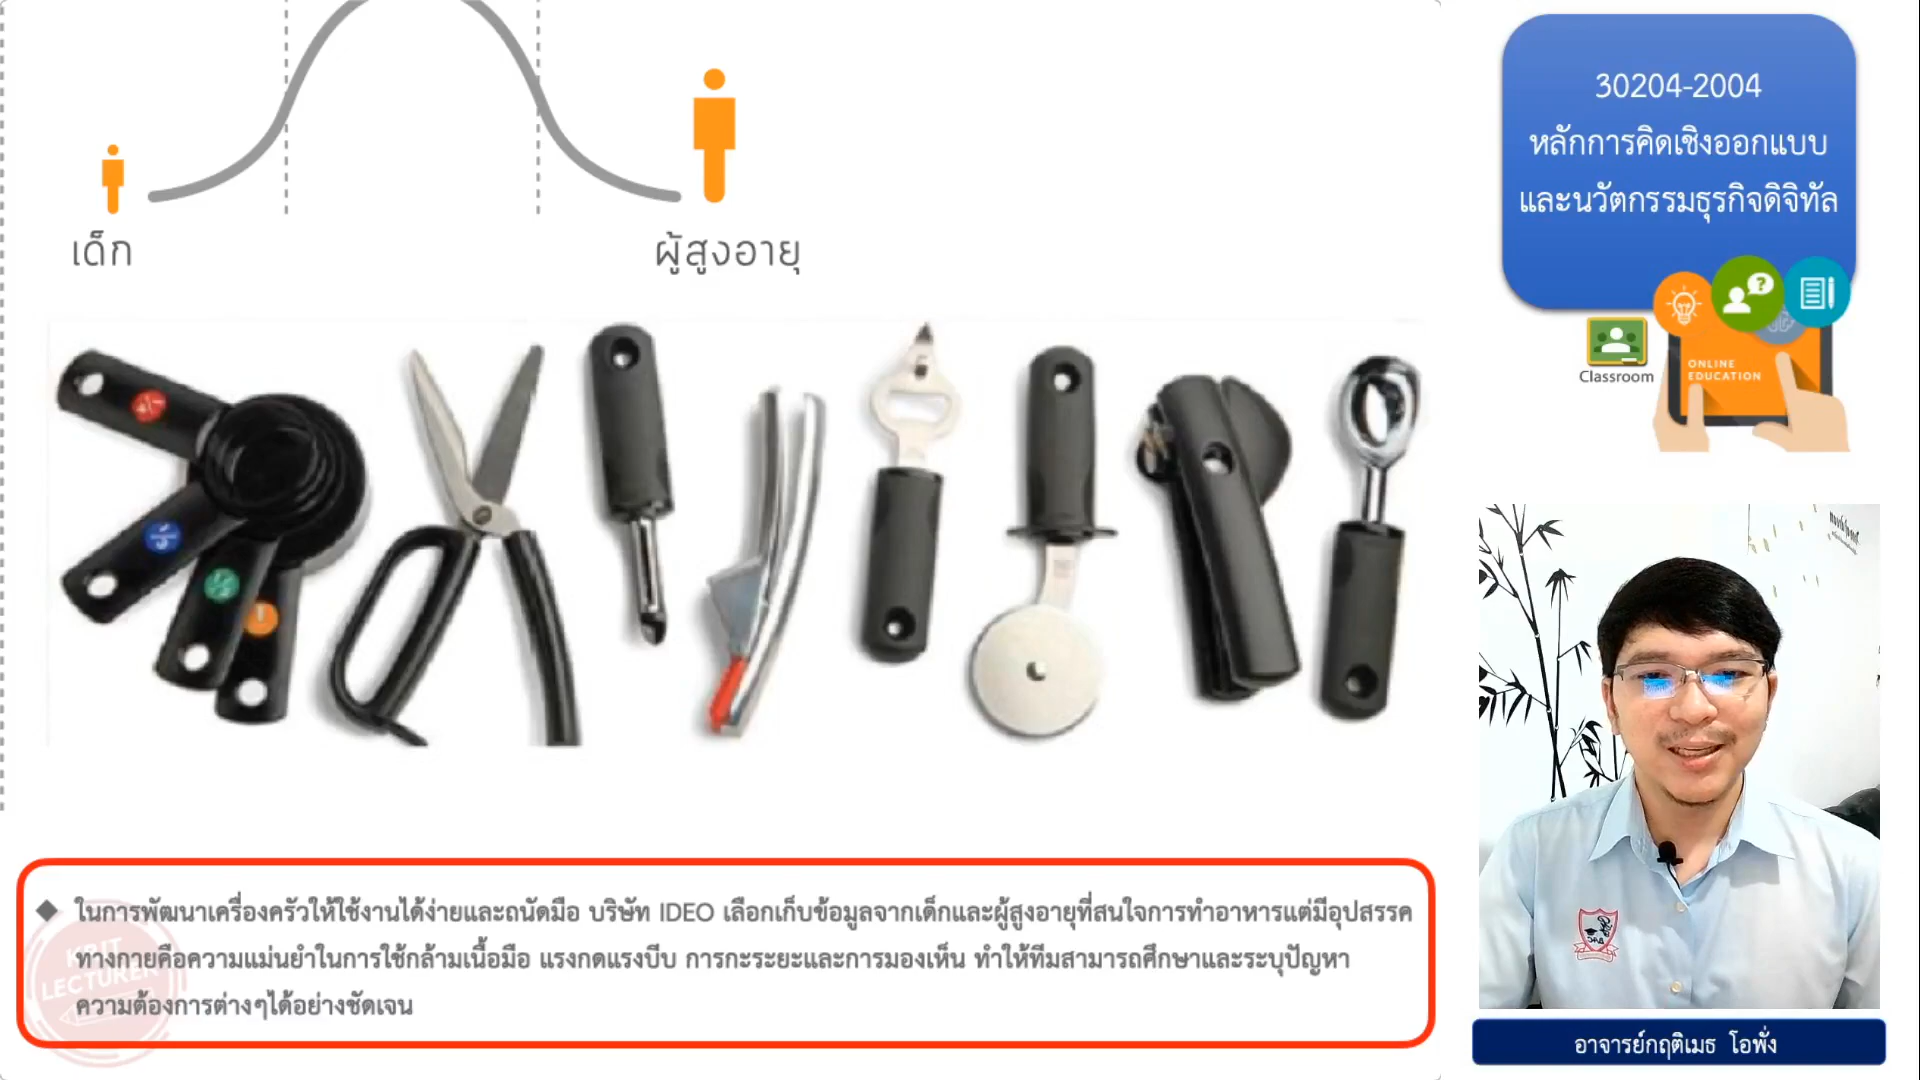 เด็ก
ผู้สูงอายุ
ในการพัฒนาเครื่องครัวให้ใช้งานได้ง่ายและถนัดมือ บริษัท IDEO เลือกเก็บข้อมูลจากเด็กและผู้สูงอายุที่สนใจการทำอาหารแต่มีอุปสรรค
ทางกายคือความแม่นยำในการใช้กล้ามเนื้อมือ แรงกดแรงบีบ การกะระยะและการมองเห็น ทำให้ทีมสามารถศึกษาและระบุปัญหา
ความต้องการต่างๆได้อย่างชัดเจน
KRIT
LECTURER
30204-2004
หลักการคิดเชิงออกแบบ
และนวัตกรรมธุรกิจดิจิทัล
Classroom
ONLINE
EDUCATION
อาจารย์กฤติเมธ โอพั่ง